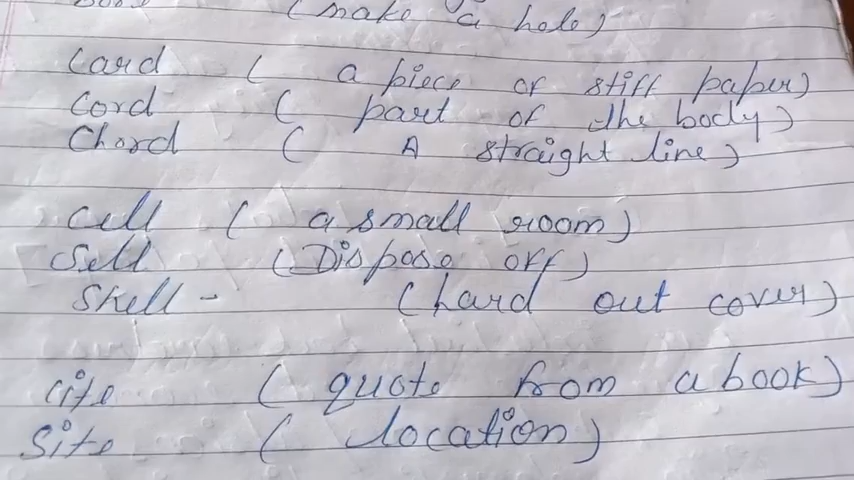 (make a hole)
Card ( a piece of stiff paper)
Cord ( part of the body)
Chord ( A straight line)
Cell ( a small room)
Sell (Dispose off)
Shell - (hard out cover)
Cite ( quote from a book)
Site ( location)